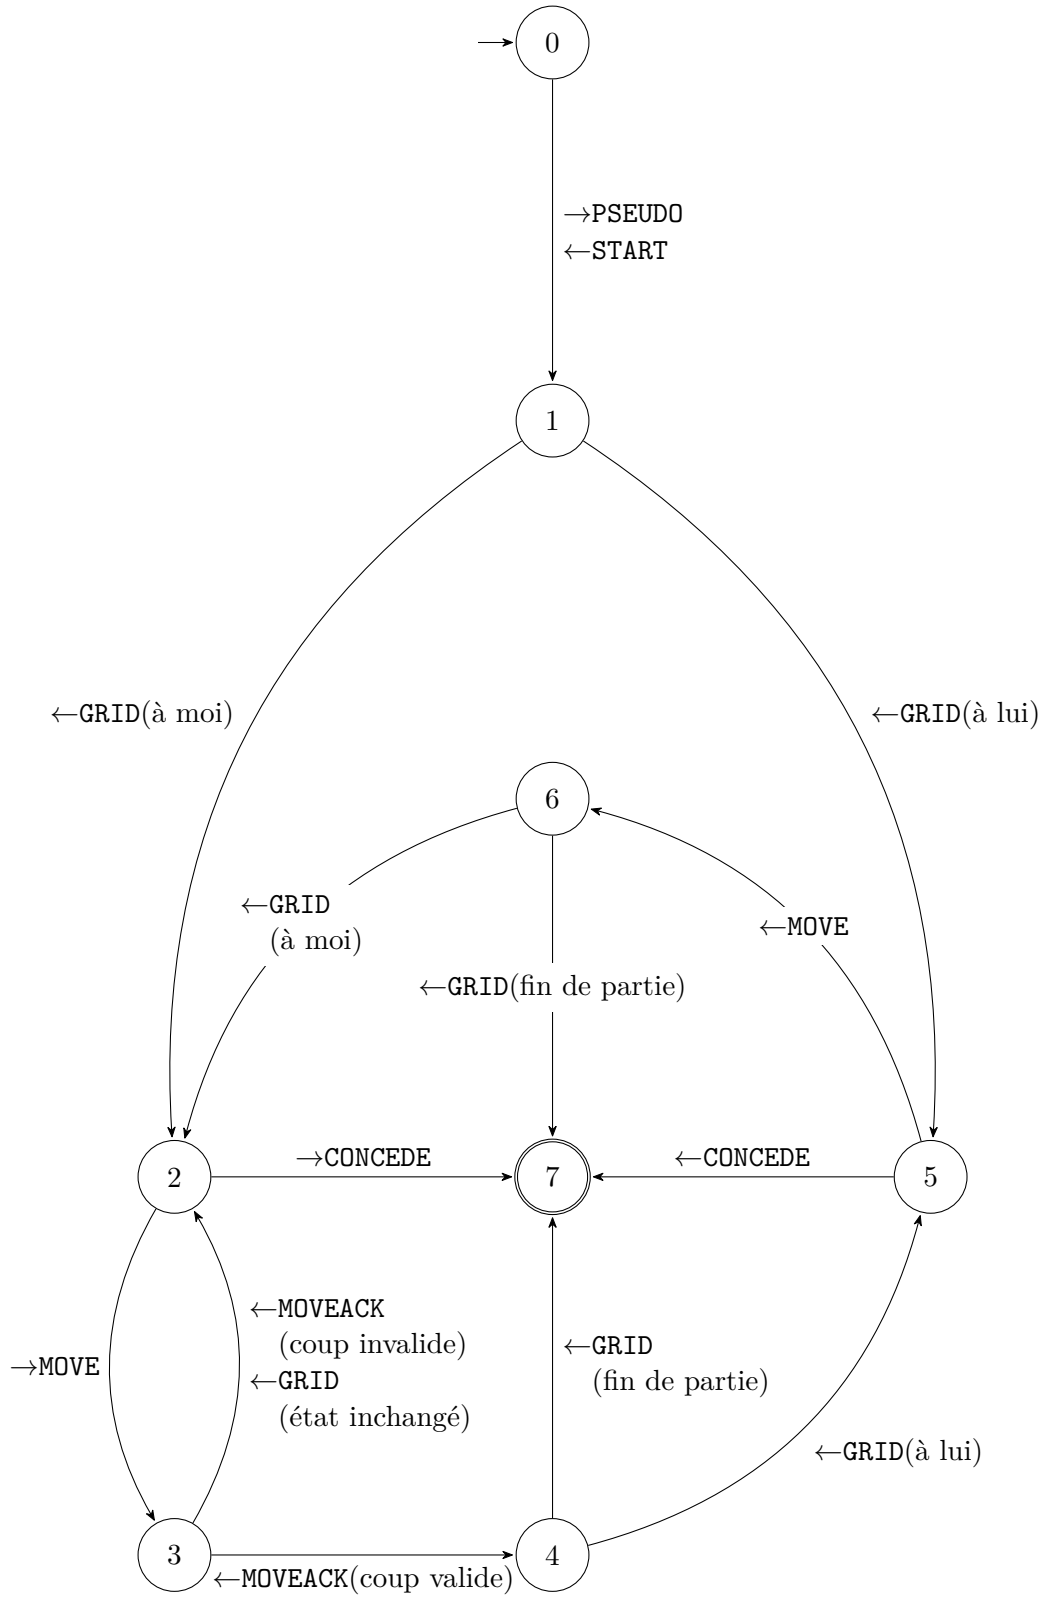 0
→PSEUDO
←START
1
←GRID(à moi)
←GRID(à lui)
6
←GRID
(à moi)
←MOVE
←GRID(fin de partie)
2
→CONCEDE
7
←CONCEDE
5
→MOVE
←MOVEACK
(coup invalide)
←GRID
(état inchangé)
←GRID
(fin de partie)
←GRID(à lui)
3
←MOVEACK(coup valide)
4